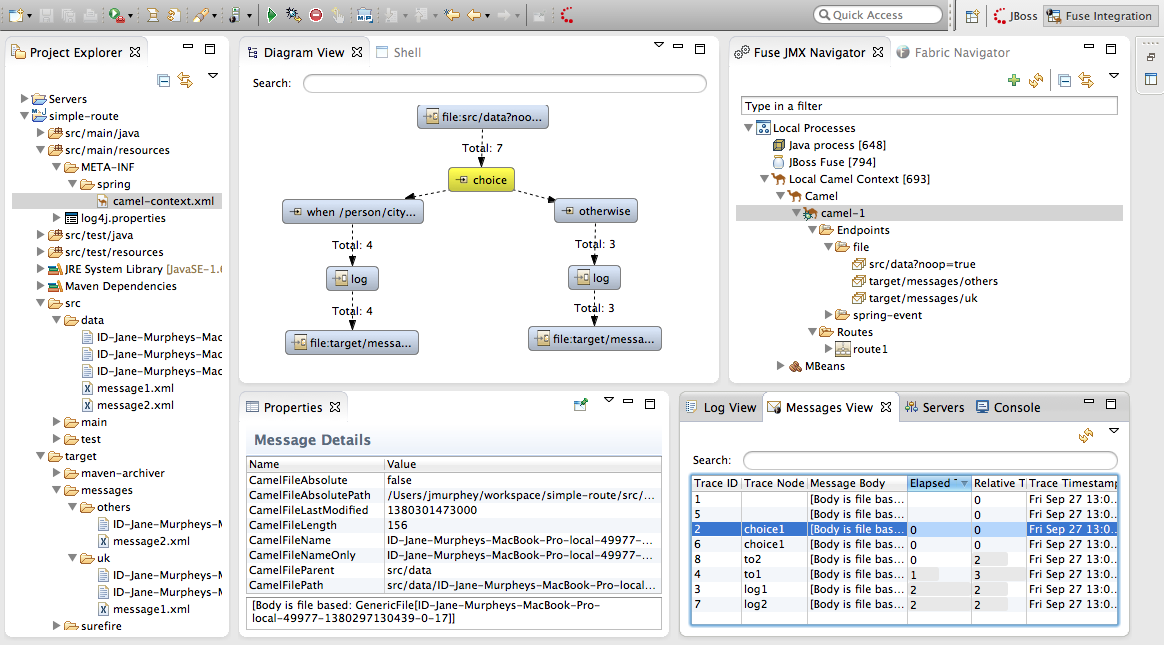 Quick Access
JBoss
Fuse Integration
Project Explorer
Servers
simple-route
src/main/java
src/main/resources
META-INF
spring
camel-context.xml
log4j.properties
src/test/java
src/test/resources
JRE System Library [JavaSE-1.6
Maven Dependencies
src
data
ID-Jane-Murpheys-Mac
ID-Jane-Murpheys-Mac
ID-Jane-Murpheys-Mac
message1.xml
message2.xml
main
test
target
maven-archiver
messages
others
ID-Jane-Murpheys-M
message2.xml
uk
ID-Jane-Murpheys-M
ID-Jane-Murpheys-M
message1.xml
surefire
Diagram View
Shell
Search:
file:src/data?noo...
Total: 7
choice
when /person/city...
otherwise
Total: 4
Total: 3
log
log
Total: 4
Total: 3
file:target/messa...
file:target/messa...
Fuse JMX Navigator
Fabric Navigator
Type in a filter
Local Processes
Java process [648]
JBoss Fuse [794]
Local Camel Context [693]
Camel
camel-1
Endpoints
file
src/data?noop=true
target/messages/others
target/messages/uk
spring-event
Routes
route1
MBeans
Properties
Message Details
Name Value
CamelFileAbsolute false
CamelFileAbsolutePath /Users/jmurphey/workspace/simple-route/src/...
CamelFileLastModified 1380301473000
CamelFileLength 156
CamelFileName ID-Jane-Murpheys-MacBook-Pro-local-49977-...
CamelFileNameOnly ID-Jane-Murpheys-MacBook-Pro-local-49977-...
CamelFileParent src/data
CamelFilePath src/data/ID-Jane-Murpheys-MacBook-Pro-local...
[Body is file based: GenericFile[ID-Jane-Murpheys-MacBook-Pro-
local-49977-1380297130439-0-17]]
Log View
Messages View
Servers
Console
Search:
Trace ID Trace Node Message Body Elapsed T Relative T Trace Timestamp
1 [Body is file bas... 0 Fri Sep 27 13:0...
5 [Body is file bas... 0 Fri Sep 27 13:0...
2 choice1 [Body is file bas... 0 0 Fri Sep 27 13:0...
6 choice1 [Body is file bas... 0 0 Fri Sep 27 13:0...
8 to2 [Body is file bas... 0 2 Fri Sep 27 13:0...
4 to1 [Body is file bas... 1 3 Fri Sep 27 13:0...
3 log1 [Body is file bas... 2 2 Fri Sep 27 13:0...
7 log2 [Body is file bas... 2 2 Fri Sep 27 13:0...